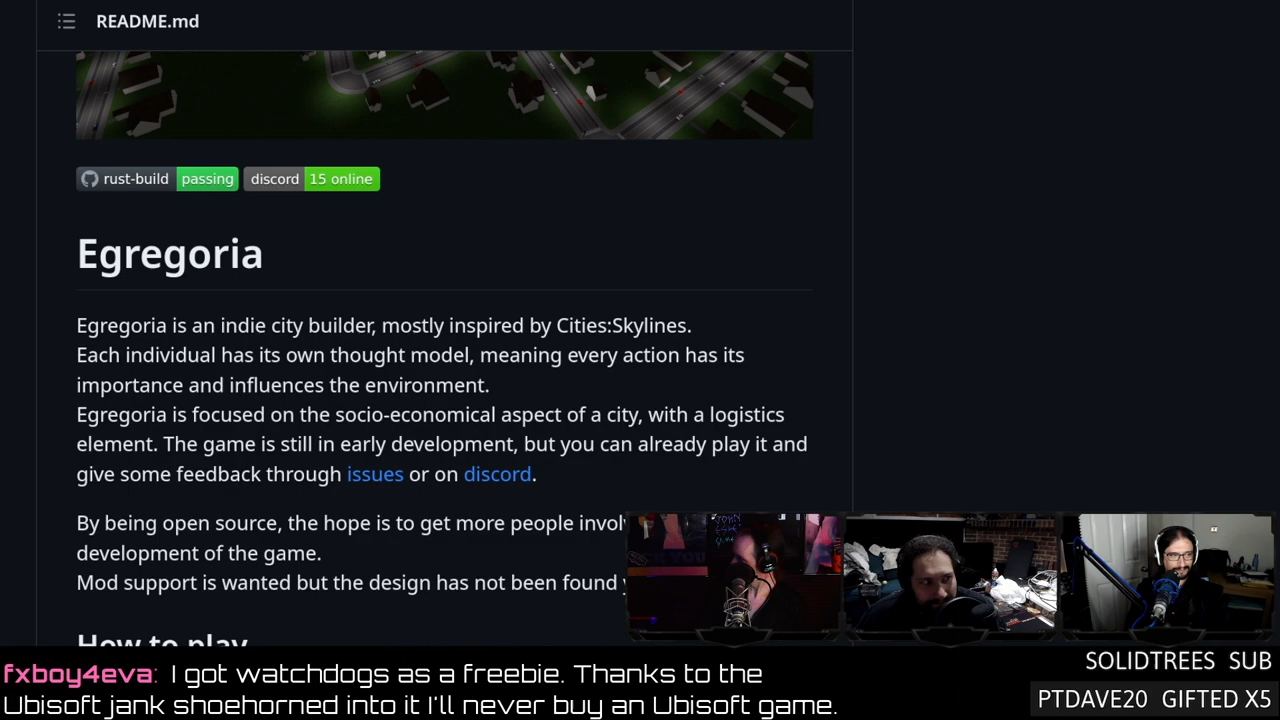 README.md
rust-build passing discord 15 online
Egregoria
Egregoria is an indie city builder, mostly inspired by Cities:Skylines.
Each individual has its own thought model, meaning every action has its
importance and influences the environment.
Egregoria is focused on the socio-economical aspect of a city, with a logistics
element. The game is still in early development, but you can already play it and
give some feedback through issues or on discord.
By being open source, the hope is to get more people
development of the game.
Mod support is wanted but the design has not been found
How to play
fxboy4eva: I got watchdogs as a freebie. Thanks to the
Ubisoft jank shoehorned into it I'll never buy an Ubisoft game.
SOLIDTREES SUB
PTDAVE20 GIFTED X5